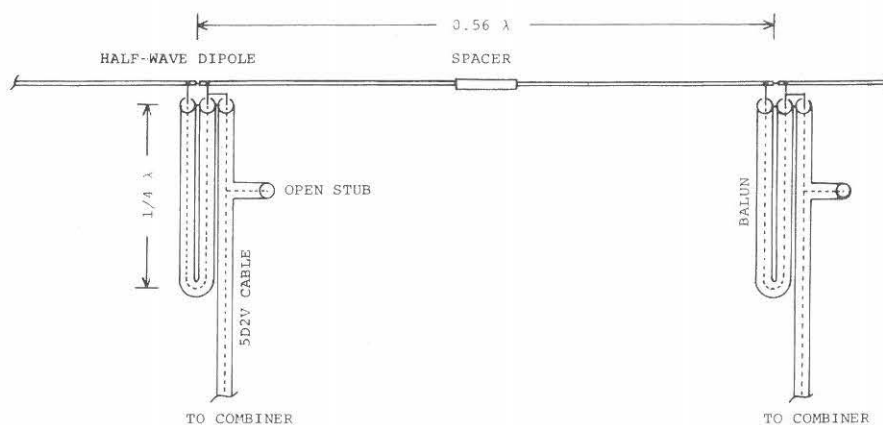 0.56 λ
HALF-WAVE DIPOLE
SPACER
1/4 λ
OPEN STUB
5D2V CABLE
BALUN
TO COMBINER
TO COMBINER